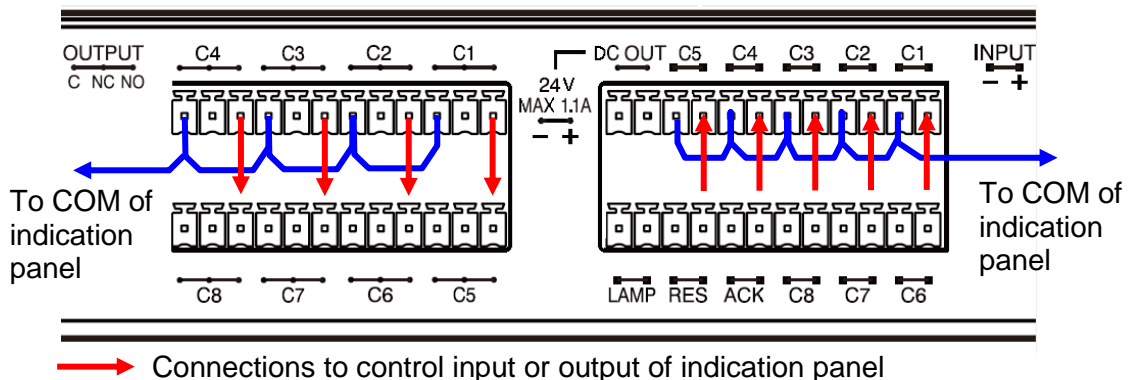 OUTPUT C4 C3 C2 C1 DC OUT C5 C4 C3 C2 C1 INPUT
C NC NO − +
24V
MAX 1.1A
− +
To COM of
indication
panel
To COM of
indication
panel
C8 C7 C6 C5 LAMP RES ACK C8 C7 C6
Connections to control input or output of indication panel